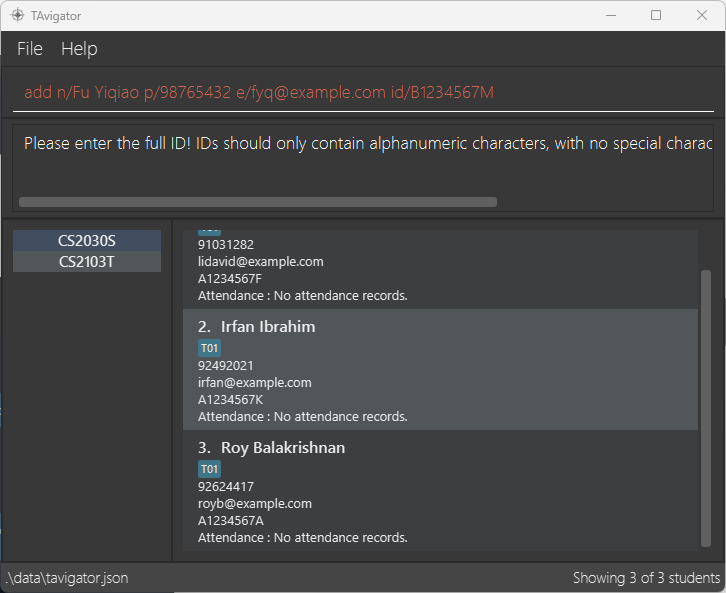 TAvigator
File Help
add n/Fu Yiqiao p/98765432 e/fyq@example.com id/B1234567M
Please enter the full ID! IDs should only contain alphanumeric characters, with no special charac
CS2030S
CS2103T
91031282
lidavid@example.com
A1234567F
Attendance : No attendance records.
2. Irfan Ibrahim
T01
92492021
irfan@example.com
A1234567K
Attendance : No attendance records.
3. Roy Balakrishnan
T01
92624417
royb@example.com
A1234567A
Attendance : No attendance records.
.\data\tavigator.json
Showing 3 of 3 students